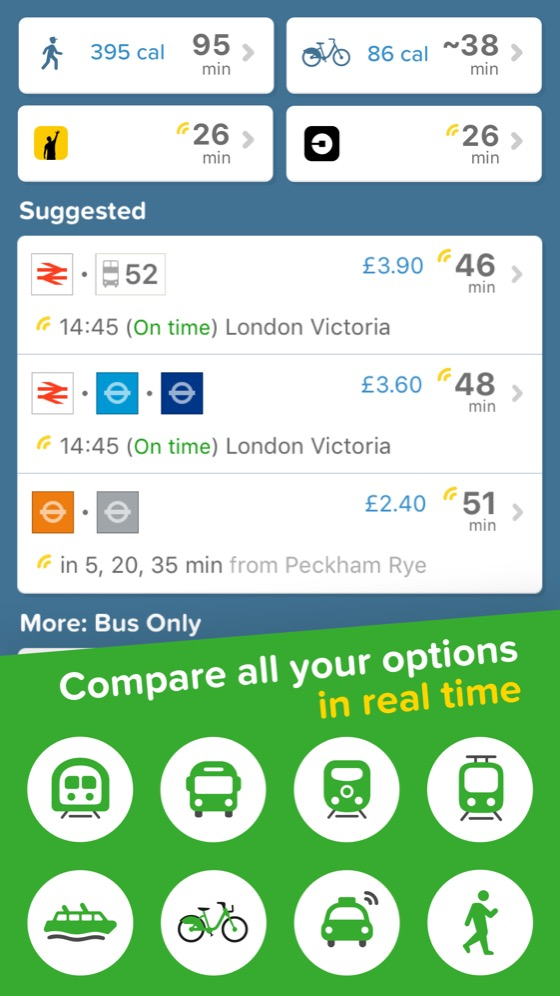 395 cal 95 min
86 cal ~38 min
26 min
26 min
Suggested
52 £3.90 46 min
14:45 (On time) London Victoria
£3.60 48 min
14:45 (On time) London Victoria
£2.40 51 min
in 5, 20, 35 min from Peckham Rye
More: Bus Only
Compare all your options
in real time